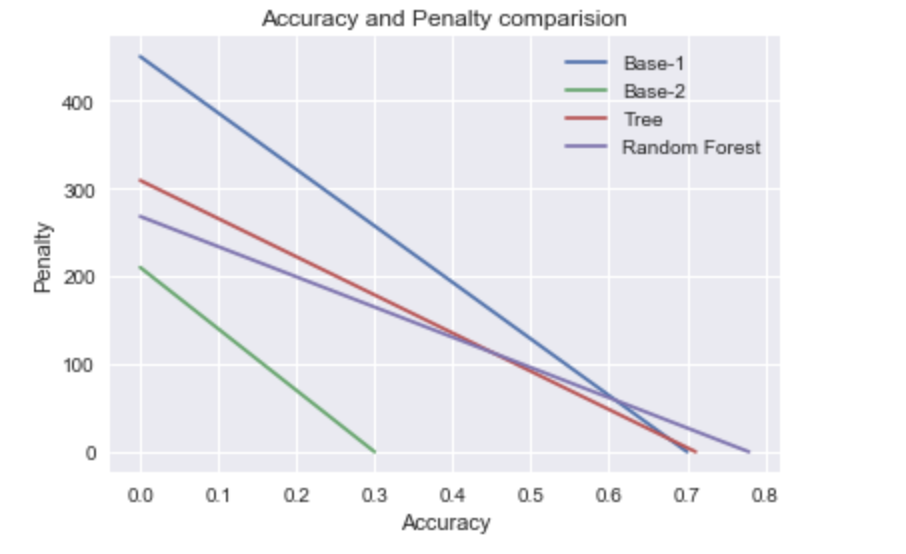 Accuracy and Penalty comparision
Base-1
Base-2
Tree
Random Forest
Penalty
400
300
200
100
0
0.0 0.1 0.2 0.3 0.4 0.5 0.6 0.7 0.8
Accuracy